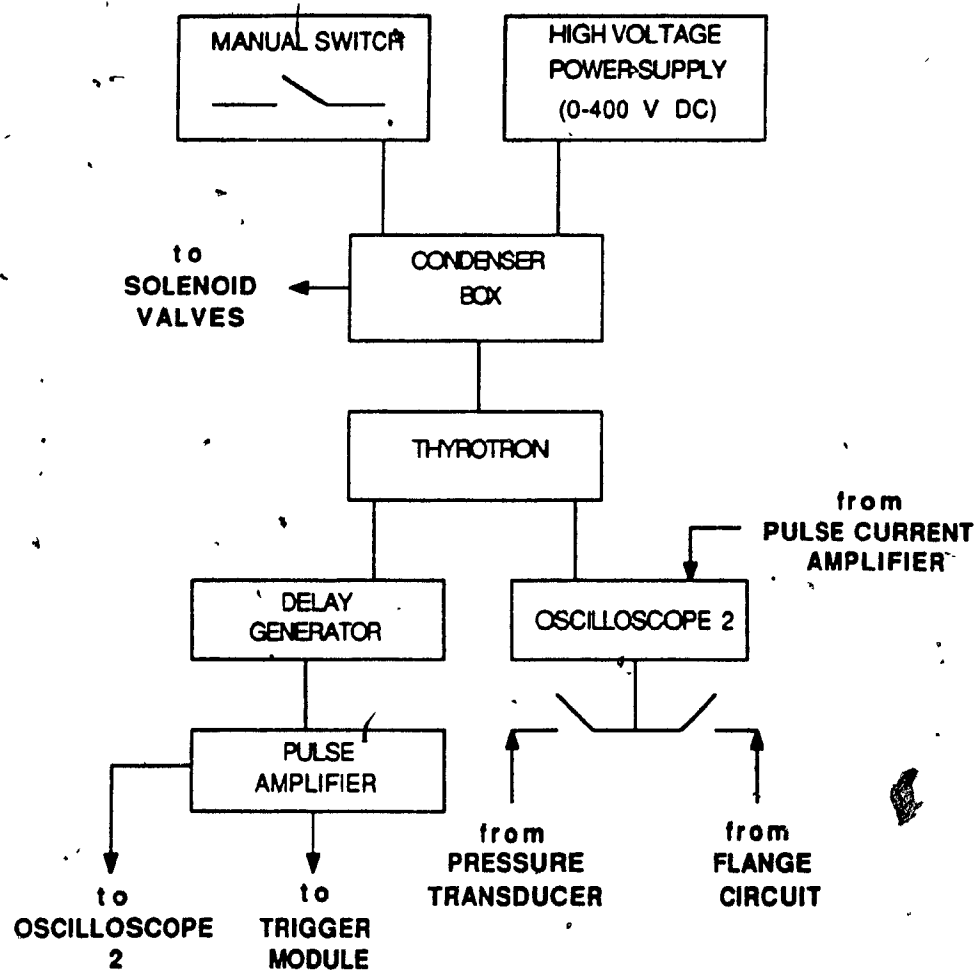 MANUAL SWITCH
HIGH VOLTAGE
POWER SUPPLY
(0-400 V DC)
to
SOLENOID
VALVES
CONDENSER
BOX
THYROTRON
from
PULSE CURRENT
AMPLIFIER
DELAY
GENERATOR
OSCILLOSCOPE 2
PULSE
AMPLIFIER
to
OSCILLOSCOPE
2
to
TRIGGER
MODULE
from
PRESSURE
TRANSDUCER
from
FLANGE
CIRCUIT